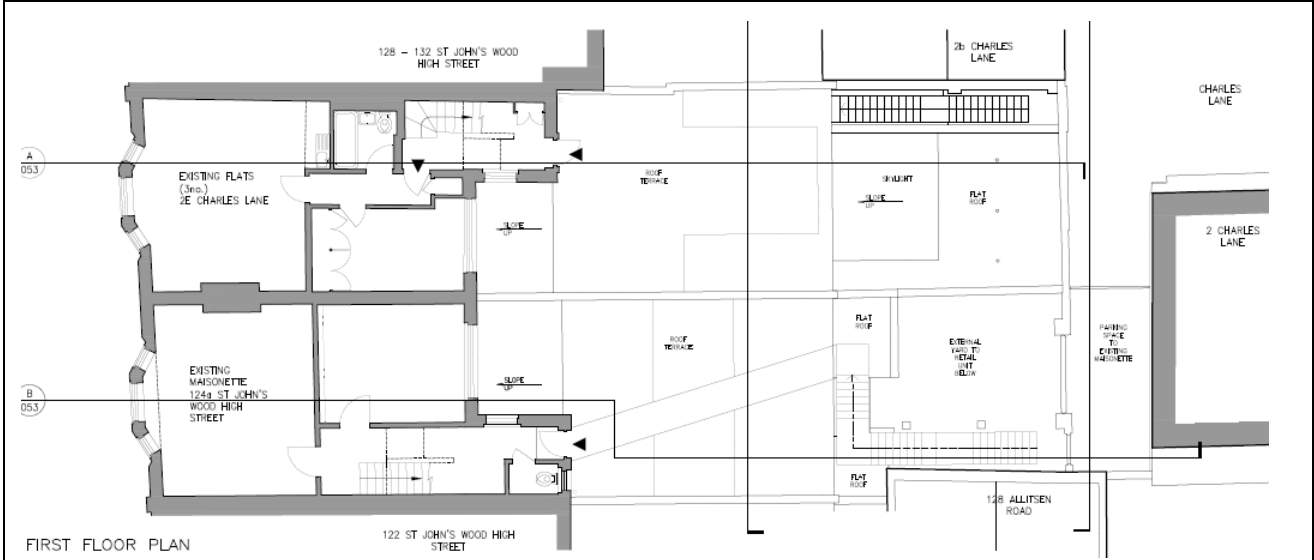 128 – 132 ST JOHN'S WOOD
HIGH STREET
2b CHARLES
LANE
CHARLES
LANE
A
053
EXISTING FLATS
(3no.)
2E CHARLES LANE
ROOF
TERRACE
SKYLIGHT
SLOPE
UP
FLAT
ROOF
SLOPE
UP
2 CHARLES
LANE
FLAT
ROOF
ROOF
TERRACE
EXTERNAL
YARD TO
RETAIL
UNIT
BELOW
PARKING
SPACE
TO
EXISTING
MAISONETTE
EXISTING
MAISONETTE
124a ST JOHN'S
WOOD HIGH
STREET
SLOPE
UP
B
053
FLAT
ROOF
128 ALLITSEN
ROAD
122 ST JOHN'S WOOD HIGH
STREET
FIRST FLOOR PLAN